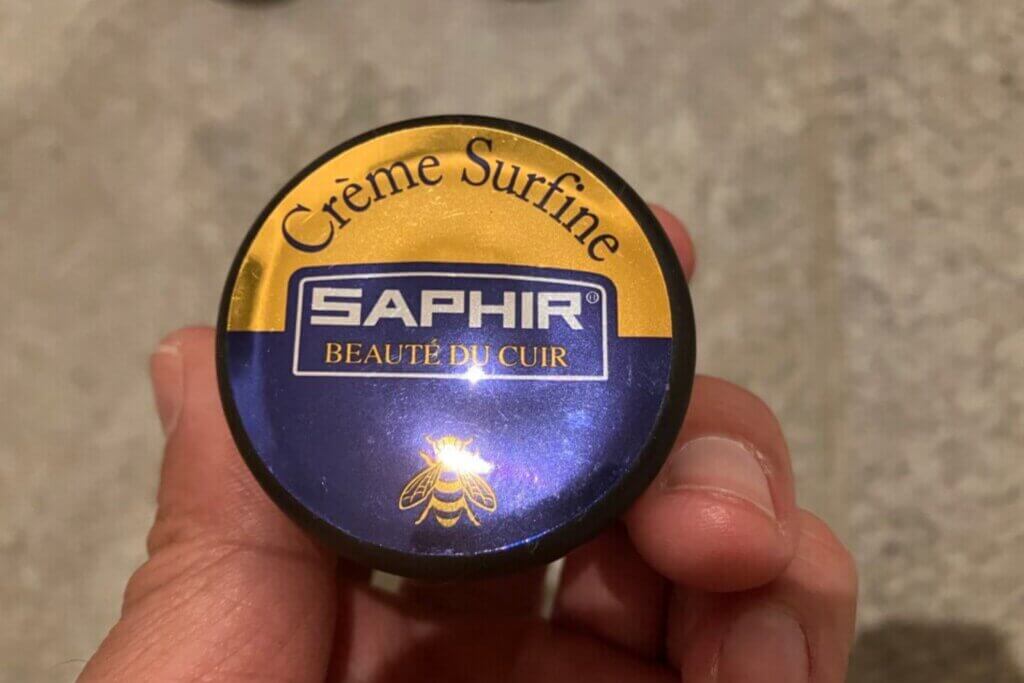 Crème Surfine
SAPHIR®
BEAUTÉ DU CUIR